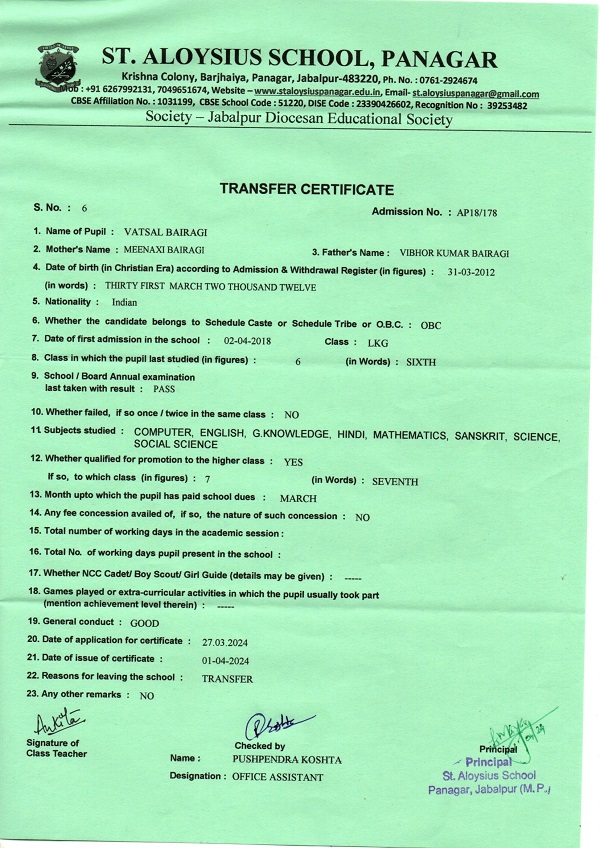 ST. ALOYSIUS SCHOOL, PANAGAR
Krishna Colony, Barjhaiya, Panagar, Jabalpur-483220, Ph. No. : 0761-2924674
Mob : +91 6267992131, 7049651674, Website – www.staloysiuspanagar.edu.in, Email- st.aloysiuspanagar@gmail.com
CBSE Affiliation No. : 1031199, CBSE School Code : 51220, DISE Code : 23390426602, Recognition No : 39253482
Society – Jabalpur Diocesan Educational Society
TRANSFER CERTIFICATE
S. No. : 6
Admission No. : AP18/178
1. Name of Pupil : VATSAL BAIRAGI
2. Mother's Name : MEENAXI BAIRAGI 3. Father's Name : VIBHOR KUMAR BAIRAGI
4. Date of birth (in Christian Era) according to Admission & Withdrawal Register (in figures) : 31-03-2012
(in words) : THIRTY FIRST MARCH TWO THOUSAND TWELVE
5. Nationality : Indian
6. Whether the candidate belongs to Schedule Caste or Schedule Tribe or O.B.C. : OBC
7. Date of first admission in the school : 02-04-2018 Class : LKG
8. Class in which the pupil last studied (in figures) : 6 (in Words) : SIXTH
9. School / Board Annual examination
last taken with result : PASS
10. Whether failed, if so once / twice in the same class : NO
11. Subjects studied : COMPUTER, ENGLISH, G.KNOWLEDGE, HINDI, MATHEMATICS, SANSKRIT, SCIENCE,
SOCIAL SCIENCE
12. Whether qualified for promotion to the higher class : YES
If so, to which class (in figures) : 7 (in Words) : SEVENTH
13. Month upto which the pupil has paid school dues : MARCH
14. Any fee concession availed of, if so, the nature of such concession : NO
15. Total number of working days in the academic session :
16. Total No. of working days pupil present in the school :
17. Whether NCC Cadet/ Boy Scout/ Girl Guide (details may be given) : -----
18. Games played or extra-curricular activities in which the pupil usually took part
(mention achievement level therein) : -----
19. General conduct : GOOD
20. Date of application for certificate : 27.03.2024
21. Date of issue of certificate : 01-04-2024
22. Reasons for leaving the school : TRANSFER
23. Any other remarks : NO
Ankita
Signature of
Class Teacher
Checked by
Name : PUSHPENDRA KOSHTA
Designation : OFFICE ASSISTANT
Principal
Principal
St. Aloysius School
Panagar, Jabalpur (M.P.)